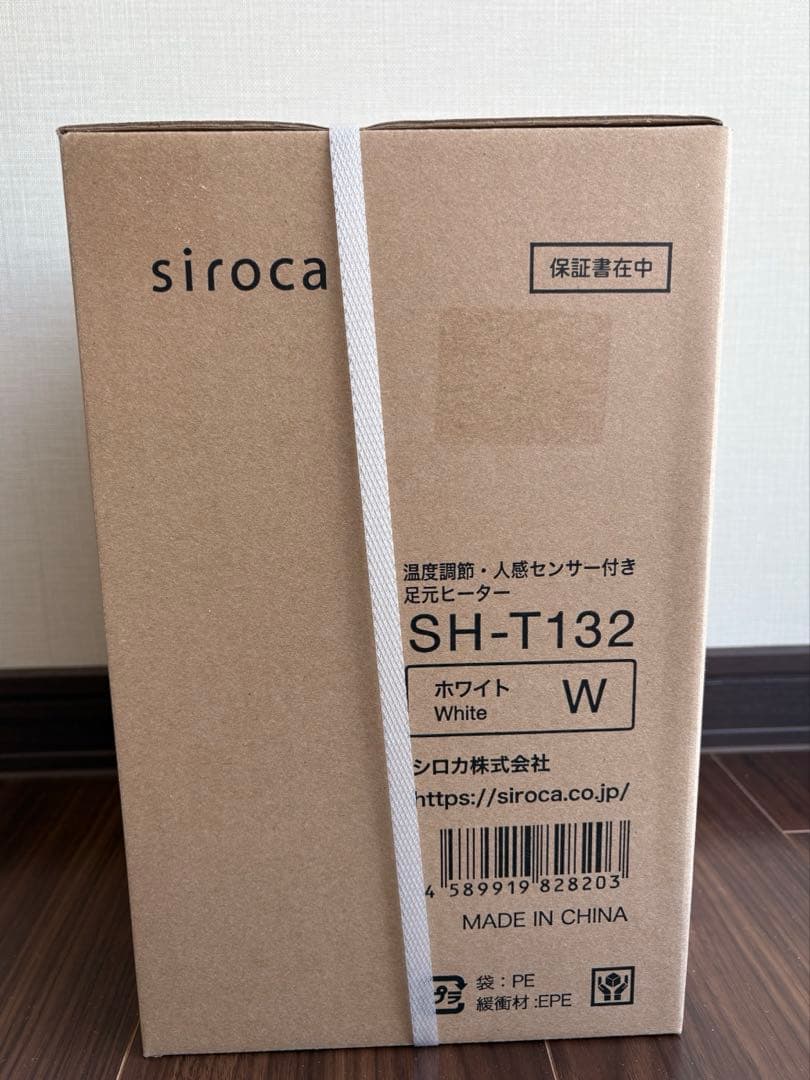 siroca
保証書在中
温度調節・人感センサー付き
足元ヒーター
SH-T132
ホワイト
White
W
シロカ株式会社
https://siroca.co.jp/
4 589919 828203
MADE IN CHINA
プラ
袋:PE
緩衝材:EPE